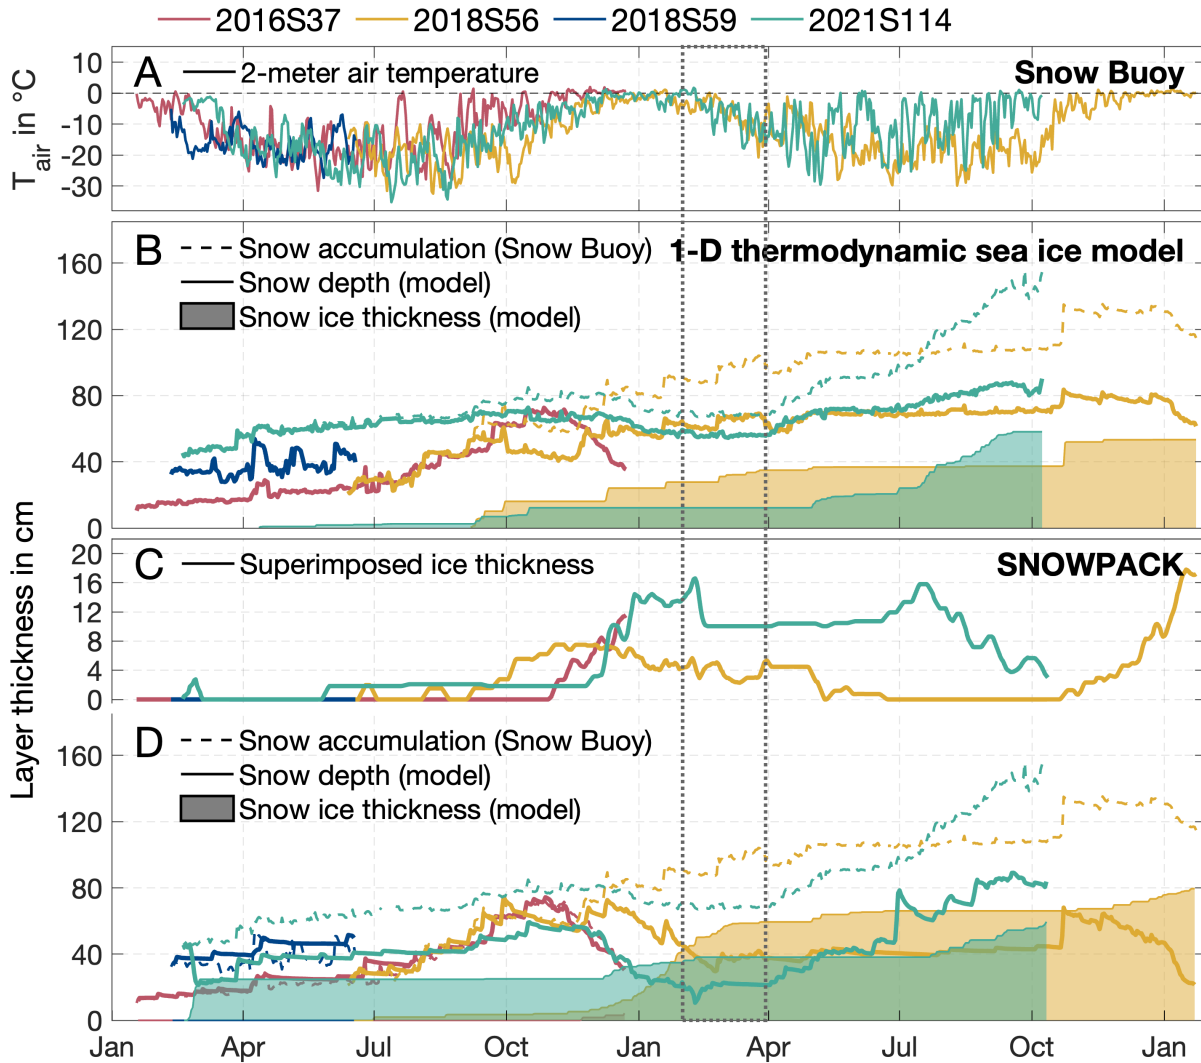 2016S37 2018S56 2018S59 2021S114
A 2-meter air temperature Snow Buoy
T air in °C
10
0
-10
-20
-30
B Snow accumulation (Snow Buoy) 1-D thermodynamic sea ice model
Snow depth (model)
Snow ice thickness (model)
160
120
80
40
0
Layer thickness in cm
C Superimposed ice thickness SNOWPACK
20
16
12
8
4
0
D Snow accumulation (Snow Buoy)
Snow depth (model)
Snow ice thickness (model)
160
120
80
40
0
Jan Apr Jul Oct Jan Apr Jul Oct Jan